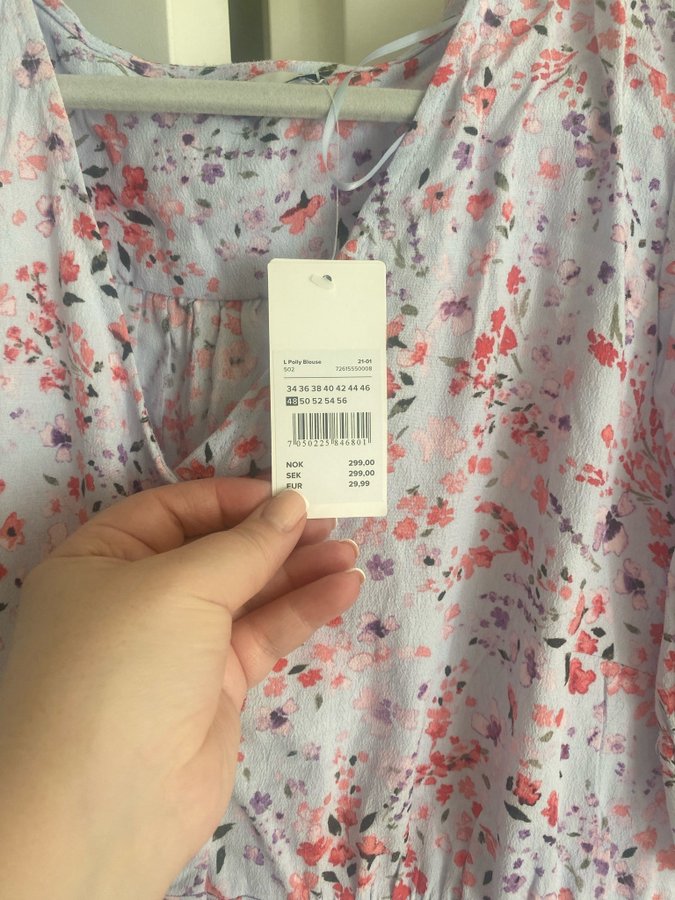 L Polly Blouse 21-01
502 72615550008
34 36 38 40 42 44 46
48 50 52 54 56
7 050225 846801
NOK 299,00
SEK 299,00
EUR 29,99